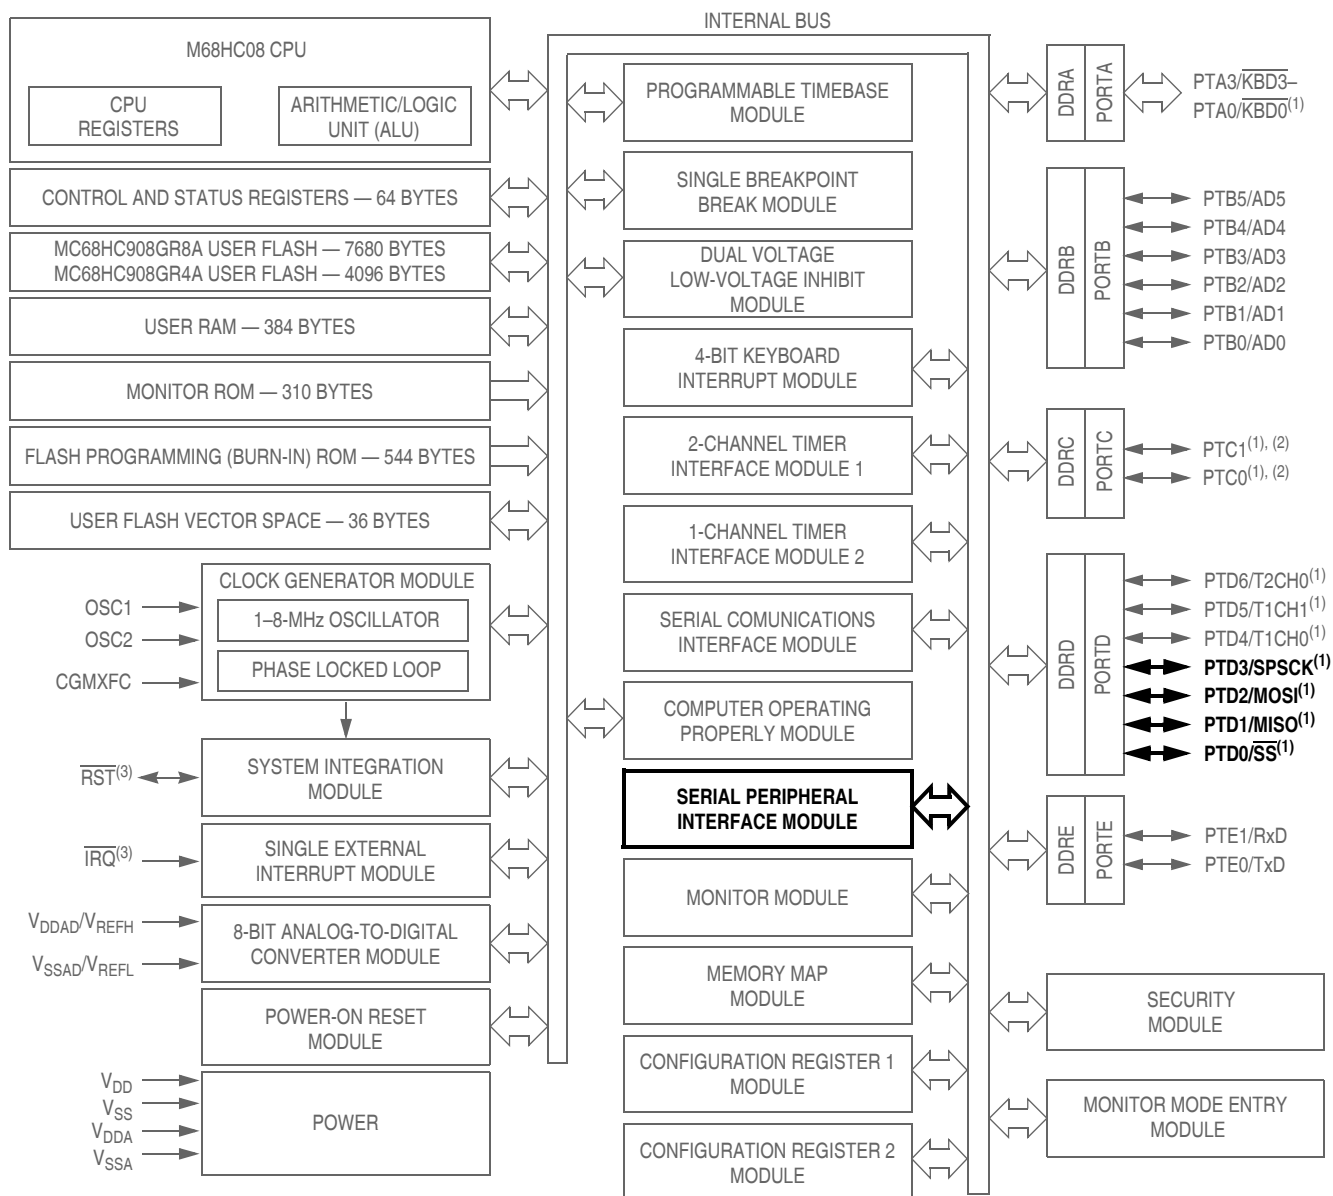 INTERNAL BUS
M68HC08 CPU
CPU
REGISTERS
ARITHMETIC/LOGIC
UNIT (ALU)
CONTROL AND STATUS REGISTERS — 64 BYTES
MC68HC908GR8A USER FLASH — 7680 BYTES
MC68HC908GR4A USER FLASH — 4096 BYTES
USER RAM — 384 BYTES
MONITOR ROM — 310 BYTES
FLASH PROGRAMMING (BURN-IN) ROM — 544 BYTES
USER FLASH VECTOR SPACE — 36 BYTES
CLOCK GENERATOR MODULE
1–8-MHz OSCILLATOR
PHASE LOCKED LOOP
OSC1
OSC2
CGMXFC
SYSTEM INTEGRATION
MODULE
RST(3)
SINGLE EXTERNAL
INTERRUPT MODULE
IRQ(3)
8-BIT ANALOG-TO-DIGITAL
CONVERTER MODULE
VDDAD/VREFH
VSSAD/VREFL
POWER-ON RESET
MODULE
POWER
VDD
VSS
VDDA
VSSA
PROGRAMMABLE TIMEBASE
MODULE
SINGLE BREAKPOINT
BREAK MODULE
DUAL VOLTAGE
LOW-VOLTAGE INHIBIT
MODULE
4-BIT KEYBOARD
INTERRUPT MODULE
2-CHANNEL TIMER
INTERFACE MODULE 1
1-CHANNEL TIMER
INTERFACE MODULE 2
SERIAL COMUNICATIONS
INTERFACE MODULE
COMPUTER OPERATING
PROPERLY MODULE
SERIAL PERIPHERAL
INTERFACE MODULE
MONITOR MODULE
MEMORY MAP
MODULE
CONFIGURATION REGISTER 1
MODULE
CONFIGURATION REGISTER 2
MODULE
DDRA
PORTA
PTA3/KBD3–
PTA0/KBD0(1)
DDRB
PORTB
PTB5/AD5
PTB4/AD4
PTB3/AD3
PTB2/AD2
PTB1/AD1
PTB0/AD0
DDRC
PORTC
PTC1(1), (2)
PTC0(1), (2)
DDRD
PORTD
PTD6/T2CH0(1)
PTD5/T1CH1(1)
PTD4/T1CH0(1)
PTD3/SPSCK(1)
PTD2/MOSI(1)
PTD1/MISO(1)
PTD0/SS(1)
DDRE
PORTE
PTE1/RxD
PTE0/TxD
SECURITY
MODULE
MONITOR MODE ENTRY
MODULE